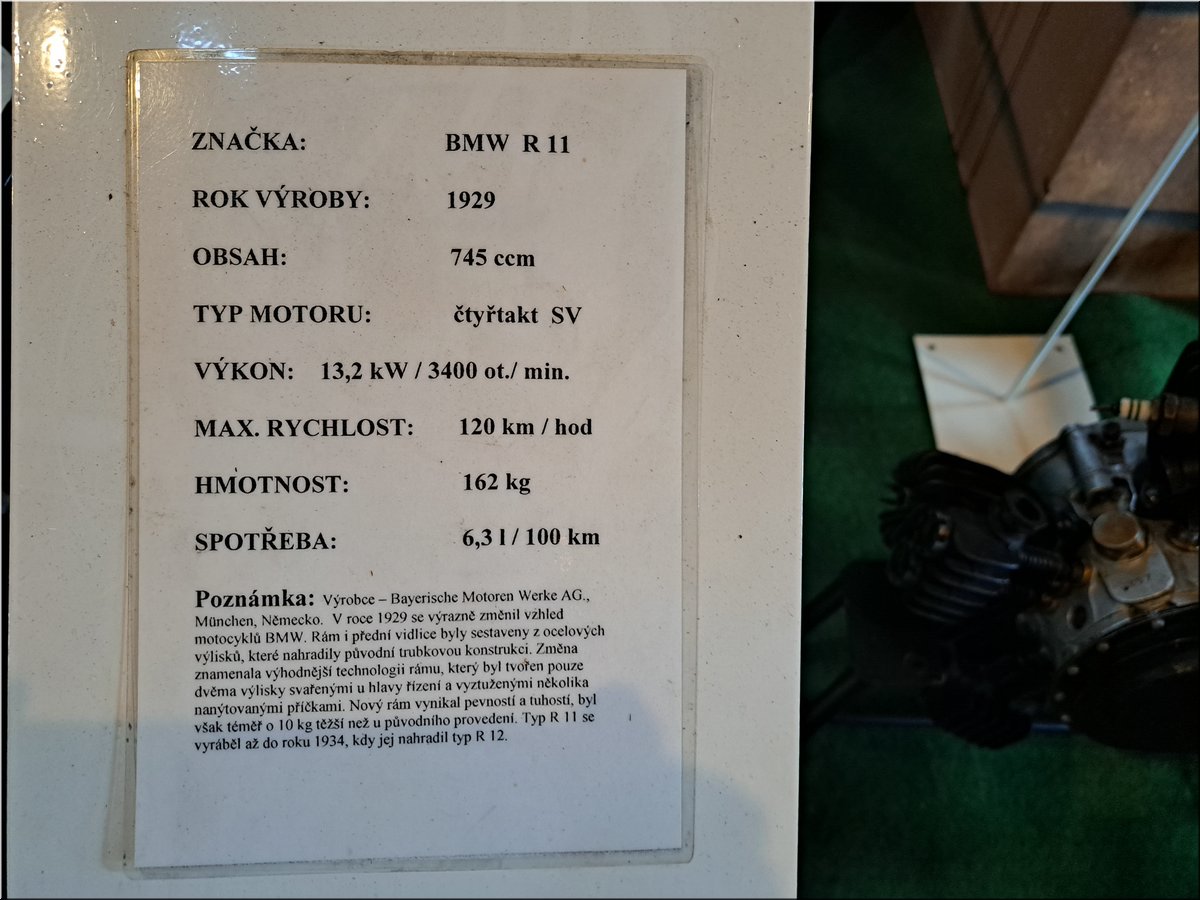 ZNAČKA: BMW R 11
ROK VÝROBY: 1929
OBSAH: 745 ccm
TYP MOTORU: čtyřtakt SV
VÝKON: 13,2 kW / 3400 ot./ min.
MAX. RYCHLOST: 120 km / hod
HMOTNOST: 162 kg
SPOTŘEBA: 6,3 l / 100 km
Poznámka: Výrobce – Bayerische Motoren Werke AG.,
München, Německo. V roce 1929 se výrazně změnil vzhled
motocyklů BMW. Rám i přední vidlice byly sestaveny z ocelových
výlisků, které nahradily původní trubkovou konstrukci. Změna
znamenala výhodnější technologii rámu, který byl tvořen pouze
dvěma výlisky svařenými u hlavy řízení a vyztuženými několika
nanýtovanými příčkami. Nový rám vynikal pevností a tuhostí, byl
však téměř o 10 kg těžší než u původního provedení. Typ R 11 se
vyráběl až do roku 1934, kdy jej nahradil typ R 12.